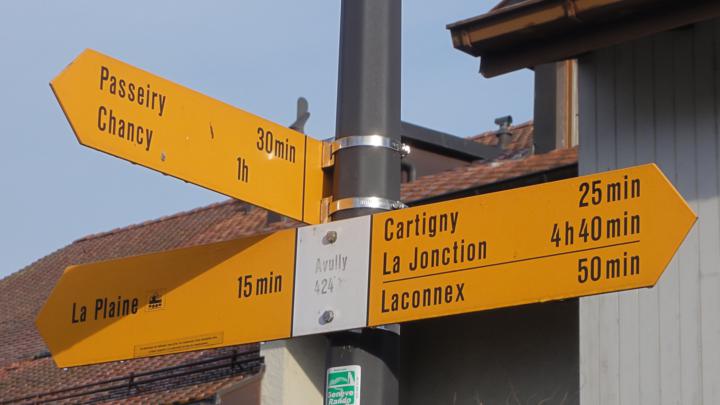 Passeiry 30min
Chancy 1h
Cartigny 25min
La Jonction 4h40min
Laconnex 50min
La Plaine 15min
Avully
424
Genève
Rando